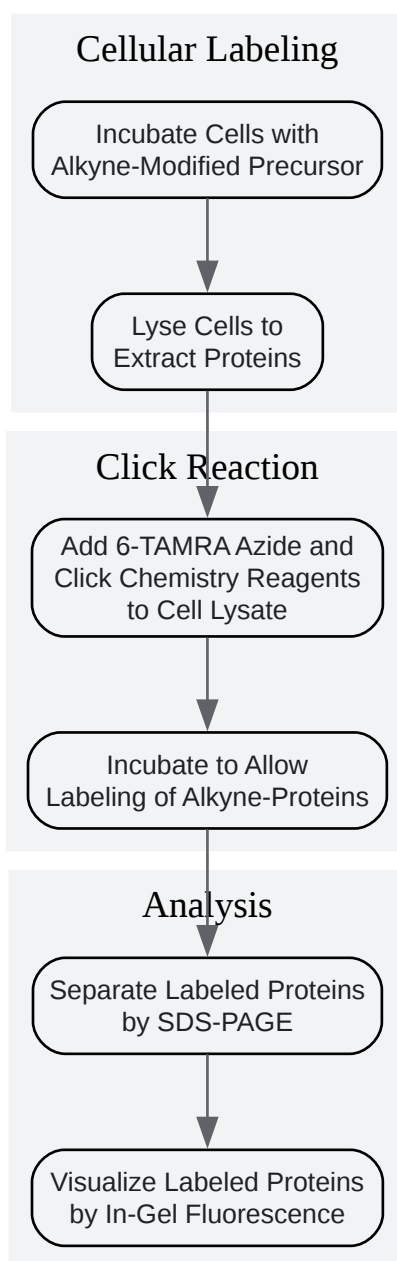 Cellular Labeling
Incubate Cells with
Alkyne-Modified Precursor
Lyse Cells to
Extract Proteins
Click Reaction
Add 6-TAMRA Azide and
Click Chemistry Reagents
to Cell Lysate
Incubate to Allow
Labeling of Alkyne-Proteins
Analysis
Separate Labeled Proteins
by SDS-PAGE
Visualize Labeled Proteins
by In-Gel Fluorescence